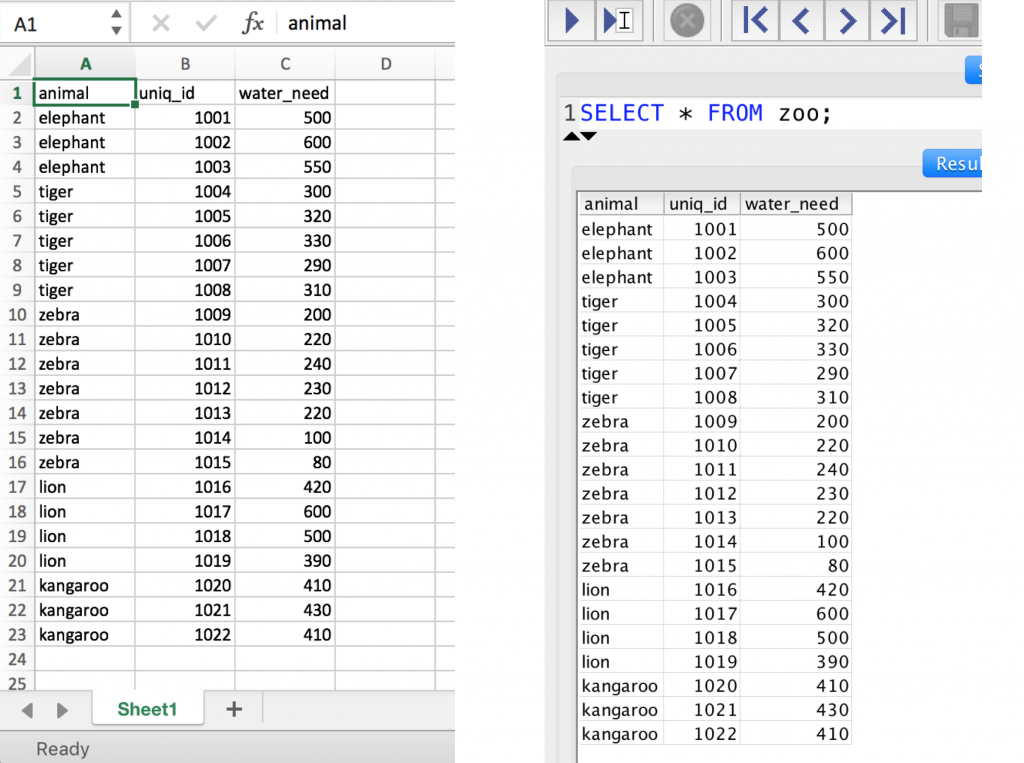 A1 fx animal
A B C D
1 animal uniq_id water_need
2 elephant 1001 500
3 elephant 1002 600
4 elephant 1003 550
5 tiger 1004 300
6 tiger 1005 320
7 tiger 1006 330
8 tiger 1007 290
9 tiger 1008 310
10 zebra 1009 200
11 zebra 1010 220
12 zebra 1011 240
13 zebra 1012 230
14 zebra 1013 220
15 zebra 1014 100
16 zebra 1015 80
17 lion 1016 420
18 lion 1017 600
19 lion 1018 500
20 lion 1019 390
21 kangaroo 1020 410
22 kangaroo 1021 430
23 kangaroo 1022 410
24
25
Sheet1
Ready
1 SELECT * FROM zoo;
Resul
animal uniq_id water_need
elephant 1001 500
elephant 1002 600
elephant 1003 550
tiger 1004 300
tiger 1005 320
tiger 1006 330
tiger 1007 290
tiger 1008 310
zebra 1009 200
zebra 1010 220
zebra 1011 240
zebra 1012 230
zebra 1013 220
zebra 1014 100
zebra 1015 80
lion 1016 420
lion 1017 600
lion 1018 500
lion 1019 390
kangaroo 1020 410
kangaroo 1021 430
kangaroo 1022 410